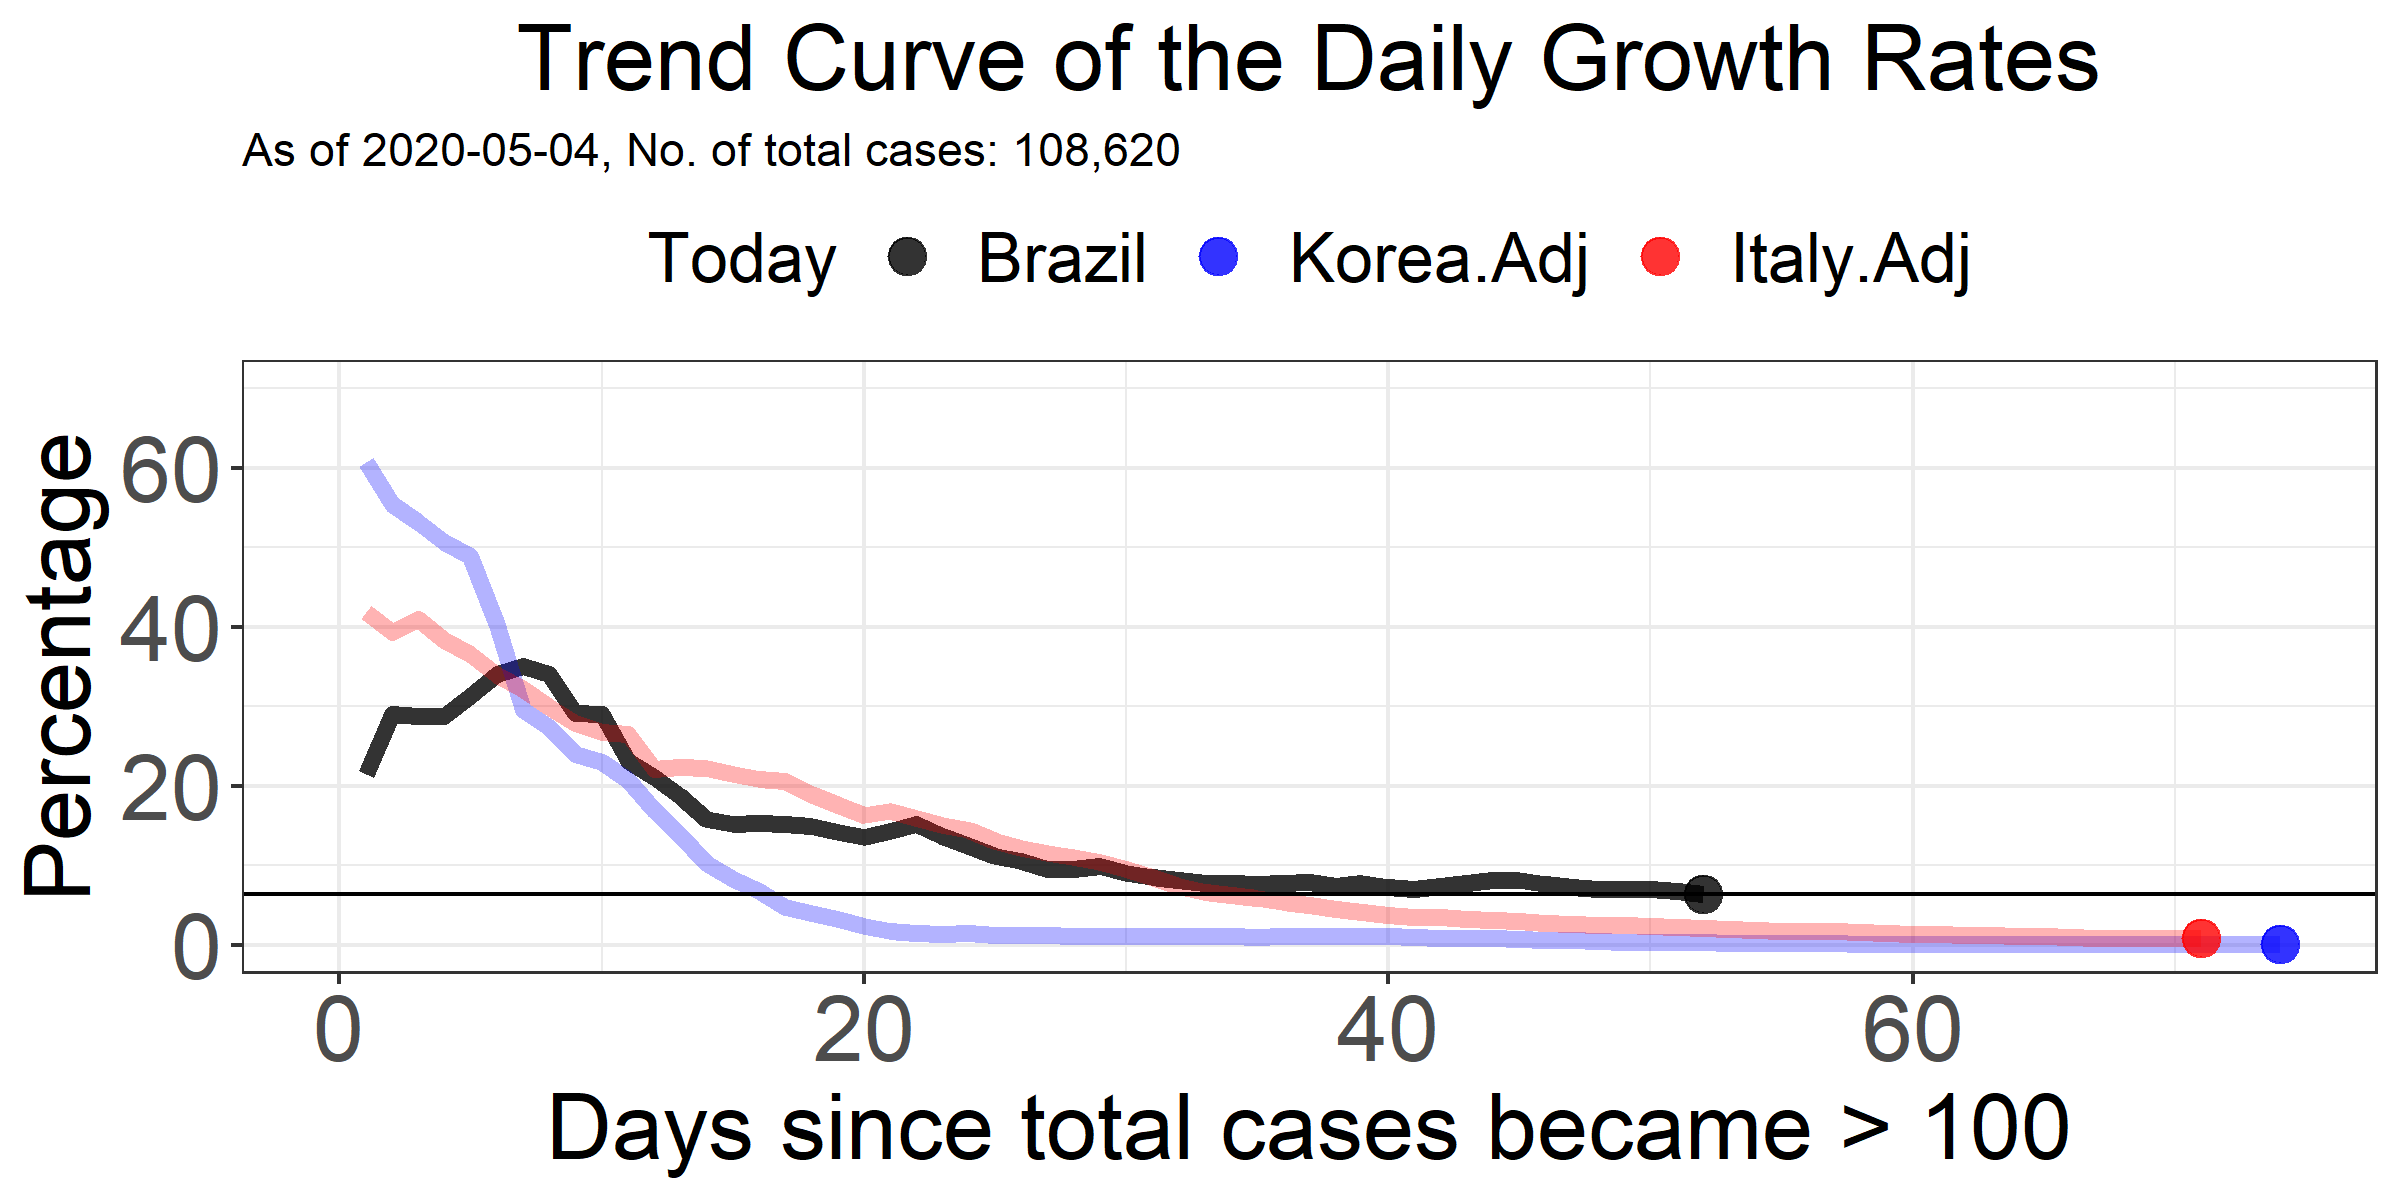 Trend Curve of the Daily Growth Rates
As of 2020-05-04, No. of total cases: 108,620
Today Brazil Korea.Adj Italy.Adj
Percentage
60
40
20
0
0 20 40 60
Days since total cases became > 100